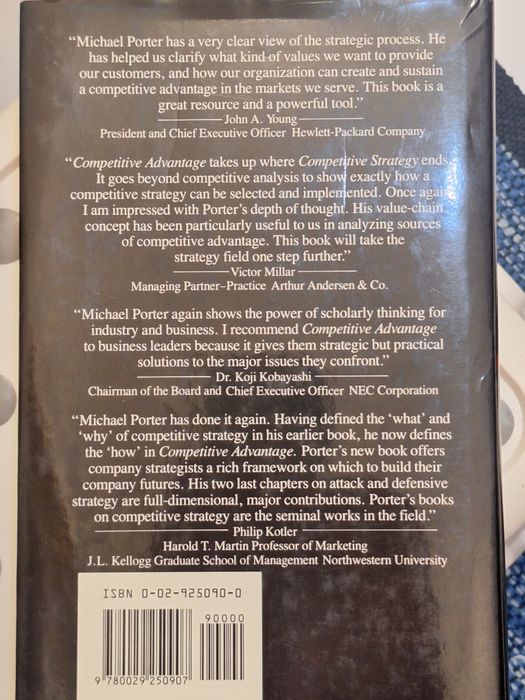 “Michael Porter has a very clear view of the strategic process. He
has helped us clarify what kind of values we want to provide
our customers, and how our organization can create and sustain
a competitive advantage in the markets we serve. This book is a
great resource and a powerful tool.”
John A. Young
President and Chief Executive Officer Hewlett-Packard Company
“Competitive Advantage takes up where Competitive Strategy ends.
It goes beyond competitive analysis to show exactly how a
competitive strategy can be selected and implemented. Once again
I am impressed with Porter's depth of thought. His value-chain
concept has been particularly useful to us in analyzing sources
of competitive advantage. This book will take the
strategy field one step further.”
Victor Millar
Managing Partner–Practice Arthur Andersen & Co.
“Michael Porter again shows the power of scholarly thinking for
industry and business. I recommend Competitive Advantage
to business leaders because it gives them strategic but practical
solutions to the major issues they confront.”
Dr. Koji Kobayashi
Chairman of the Board and Chief Executive Officer NEC Corporation
“Michael Porter has done it again. Having defined the ‘what’ and
‘why’ of competitive strategy in his earlier book, he now defines
the ‘how’ in Competitive Advantage. Porter's new book offers
company strategists a rich framework on which to build their
company futures. His two last chapters on attack and defensive
strategy are full-dimensional, major contributions. Porter's books
on competitive strategy are the seminal works in the field.”
Philip Kotler
Harold T. Martin Professor of Marketing
J.L. Kellogg Graduate School of Management Northwestern University
ISBN 0-02-925090-0
90000
9 780029 250907